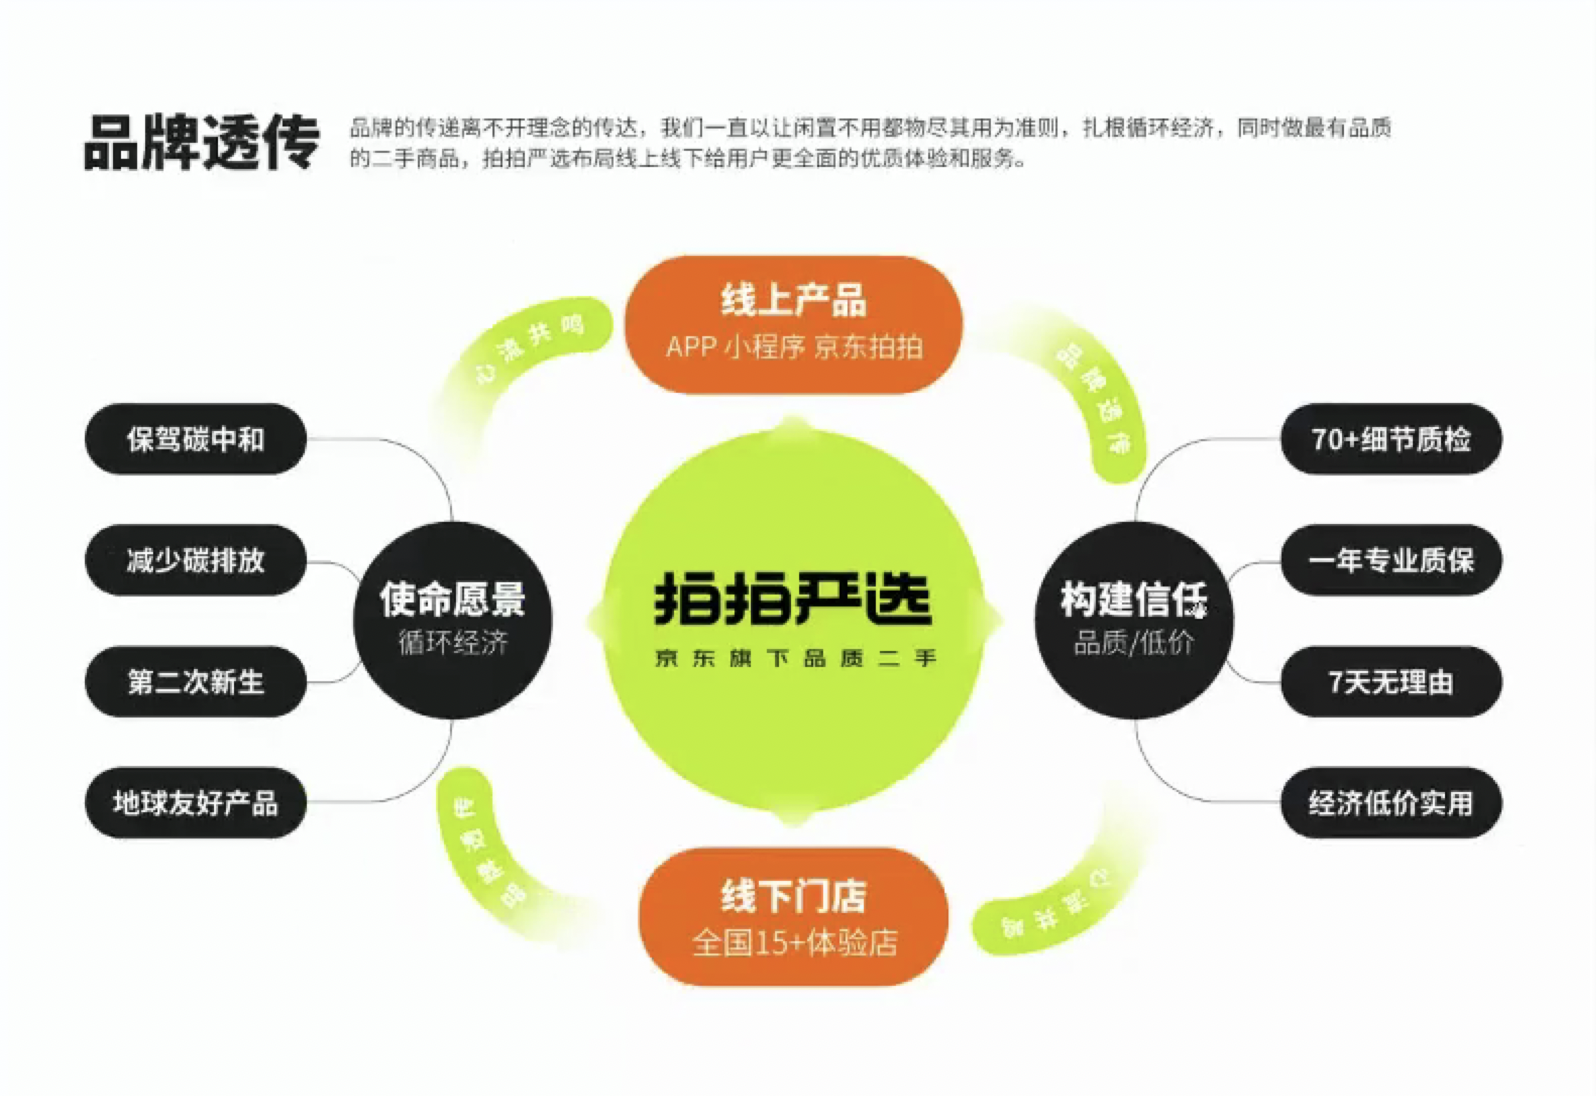 品牌透传
品牌的传递离不开理念的传达，我们一直以让闲置不用都物尽其用为准则，扎根循环经济，同时做最有品质
的二手商品，拍拍严选布局线上线下给用户更全面的优质体验和服务。
线上产品
APP 小程序 京东拍拍
心流共鸣
品牌透传
保驾碳中和
减少碳排放
第二次新生
地球友好产品
使命愿景
循环经济
拍拍严选
京东旗下品质二手
构建信任
品质/低价
70+细节质检
一年专业质保
7天无理由
经济低价实用
品牌透传
心流共鸣
线下门店
全国15+体验店